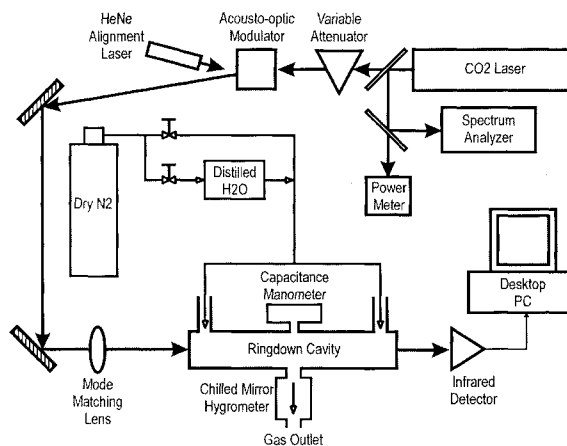 HeNe
Alignment
Laser
Acousto-optic
Modulator
Variable
Attenuator
CO2 Laser
Spectrum
Analyzer
Power
Meter
Dry N2
Distilled
H2O
Capacitance
Manometer
Desktop
PC
Ringdown Cavity
Mode
Matching
Lens
Chilled Mirror
Hygrometer
Infrared
Detector
Gas Outlet